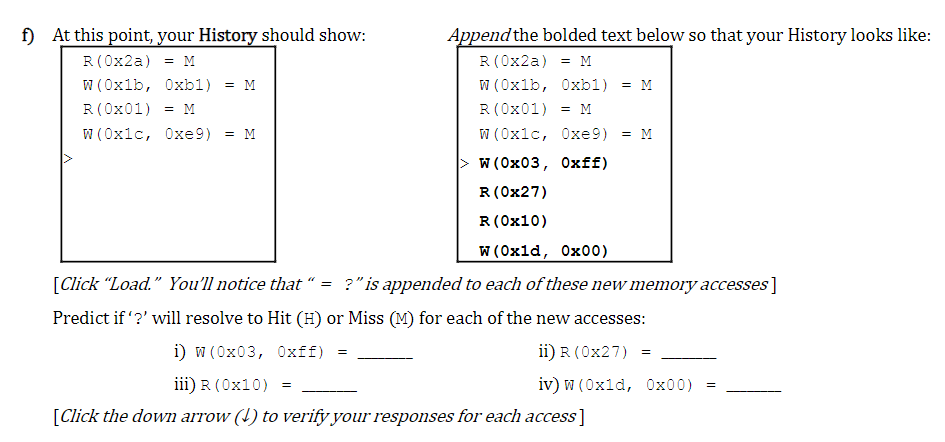 f) At this point, your History should show: Append the bolded text below so that your History looks like:
R(0x2a) = M
W(0x1b, 0xb1) = M
R(0x01) = M
W(0x1c, 0xe9) = M
>
R(0x2a) = M
W(0x1b, 0xb1) = M
R(0x01) = M
W(0x1c, 0xe9) = M
> W(0x03, 0xff)
R(0x27)
R(0x10)
W(0x1d, 0x00)
[Click “Load.” You’ll notice that “ = ?” is appended to each of these new memory accesses]
Predict if ‘?’ will resolve to Hit (H) or Miss (M) for each of the new accesses:
i) W(0x03, 0xff) = _______ ii) R(0x27) = _______
iii) R(0x10) = _______ iv) W(0x1d, 0x00) = _______
[Click the down arrow (↓) to verify your responses for each access]